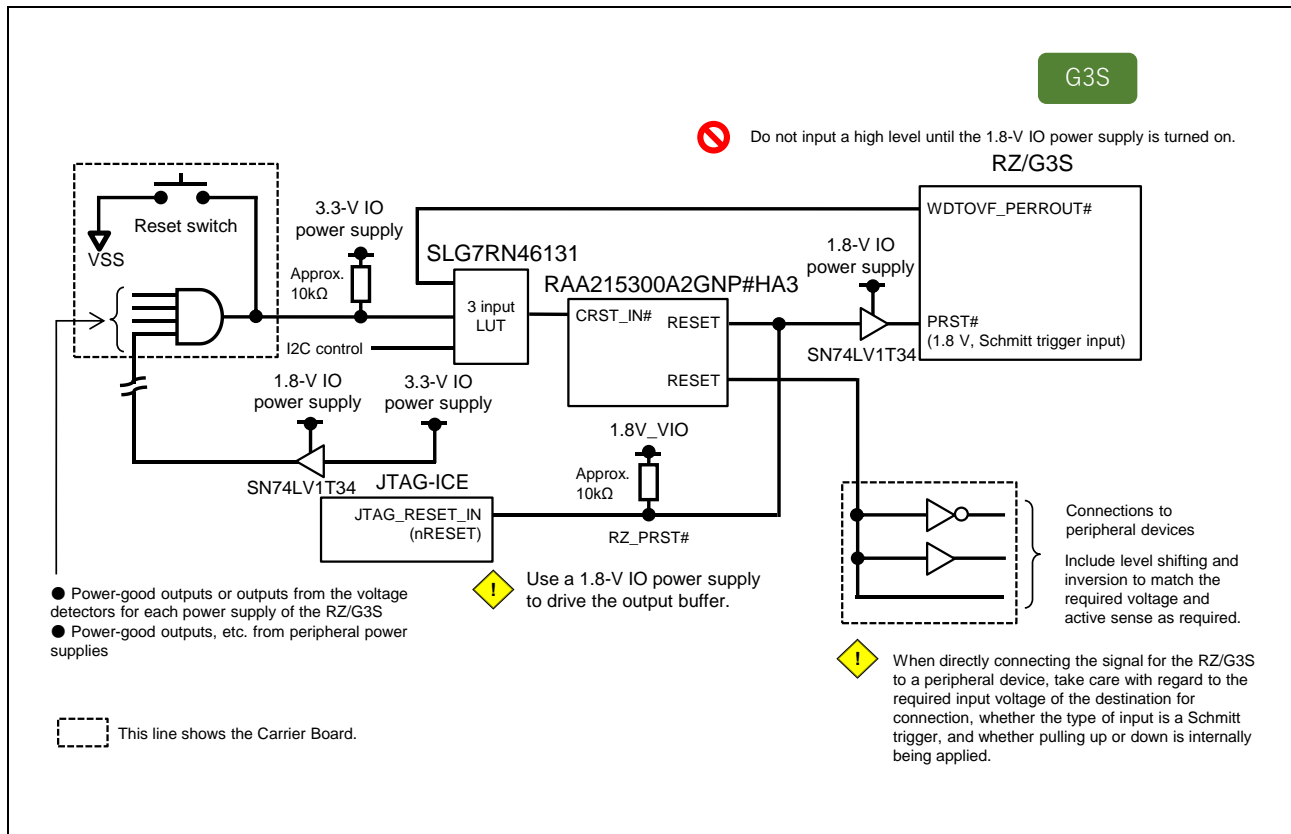 G3S
Do not input a high level until the 1.8-V IO power supply is turned on.
RZ/G3S
WDTOVF_PERROUT#
Reset switch
VSS
3.3-V IO
power supply
Approx.
10kΩ
SLG7RN46131
3 input
LUT
I2C control
RAA215300A2GNP#HA3
CRST_IN#
RESET
RESET
1.8-V IO
power supply
SN74LV1T34
PRST#
(1.8 V, Schmitt trigger input)
1.8-V IO
power supply
3.3-V IO
power supply
SN74LV1T34
JTAG-ICE
JTAG_RESET_IN
(nRESET)
1.8V_VIO
Approx.
10kΩ
RZ_PRST#
! Use a 1.8-V IO power supply
to drive the output buffer.
Connections to
peripheral devices
Include level shifting and
inversion to match the
required voltage and
active sense as required.
● Power-good outputs or outputs from the voltage
detectors for each power supply of the RZ/G3S
● Power-good outputs, etc. from peripheral power
supplies
! When directly connecting the signal for the RZ/G3S
to a peripheral device, take care with regard to the
required input voltage of the destination for
connection, whether the type of input is a Schmitt
trigger, and whether pulling up or down is internally
being applied.
This line shows the Carrier Board.